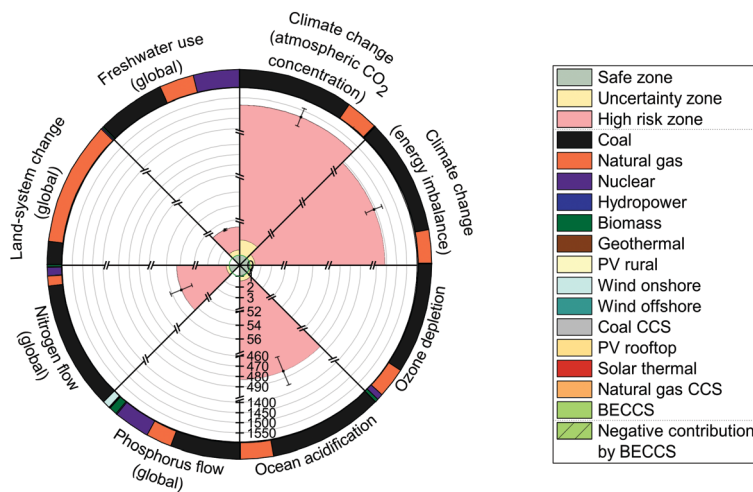 Freshwater use
(global)
Climate change
(atmospheric CO2
concentration)
Climate change
(energy imbalance)
Ozone depletion
Ocean acidification
Phosphorus flow
(global)
Nitrogen flow
(global)
Land-system change
(global)
0
2
3
52
54
56
460
470
480
490
1400
1450
1500
1550
Safe zone
Uncertainty zone
High risk zone
Coal
Natural gas
Nuclear
Hydropower
Biomass
Geothermal
PV rural
Wind onshore
Wind offshore
Coal CCS
PV rooftop
Solar thermal
Natural gas CCS
BECCS
Negative contribution
by BECCS